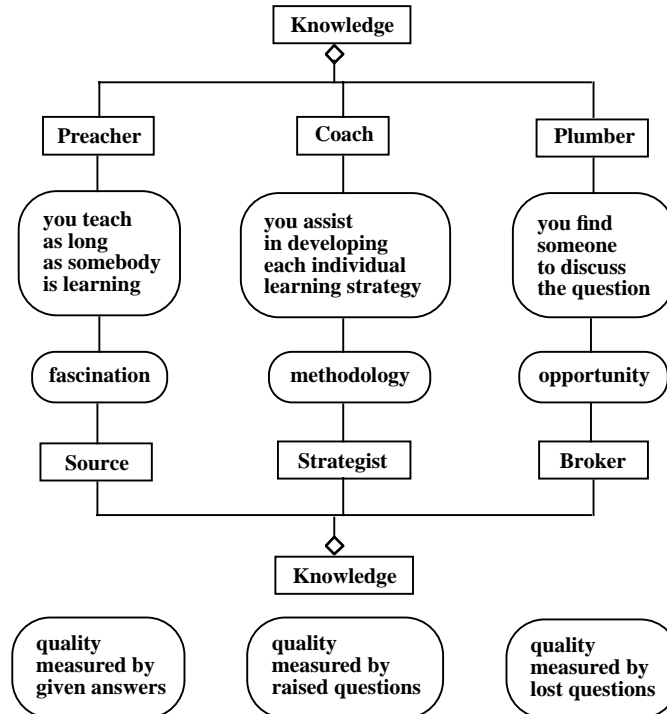 Knowledge
Preacher
Coach
Plumber
you teach
as long
as somebody
is learning
you assist
in developing
each individual
learning strategy
you find
someone
to discuss
the question
fascination
methodology
opportunity
Source
Strategist
Broker
Knowledge
quality
measured by
given answers
quality
measured by
raised questions
quality
measured by
lost questions